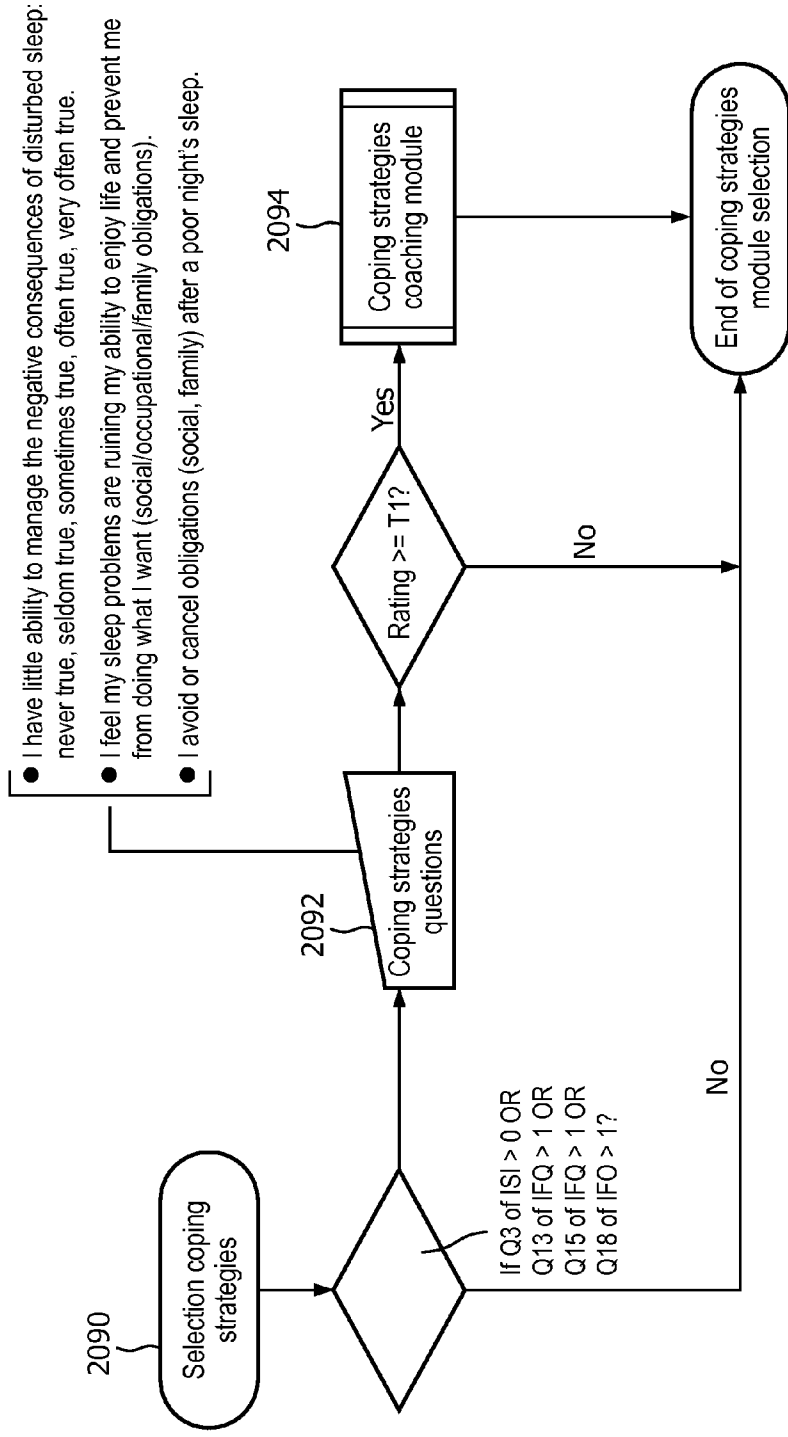 ● I have little ability to manage the negative consequences of disturbed sleep:
never true, seldom true, sometimes true, often true, very often true.
● I feel my sleep problems are ruining my ability to enjoy life and prevent me
from doing what I want (social/occupational/family obligations).
● I avoid or cancel obligations (social, family) after a poor night's sleep.
2090
Selection coping
strategies
If Q3 of ISI > 0 OR
Q13 of IFQ > 1 OR
Q15 of IFQ > 1 OR
Q18 of IFO > 1?
No
2092
Coping strategies
questions
Rating >= T1?
Yes
No
2094
Coping strategies
coaching module
End of coping strategies
module selection